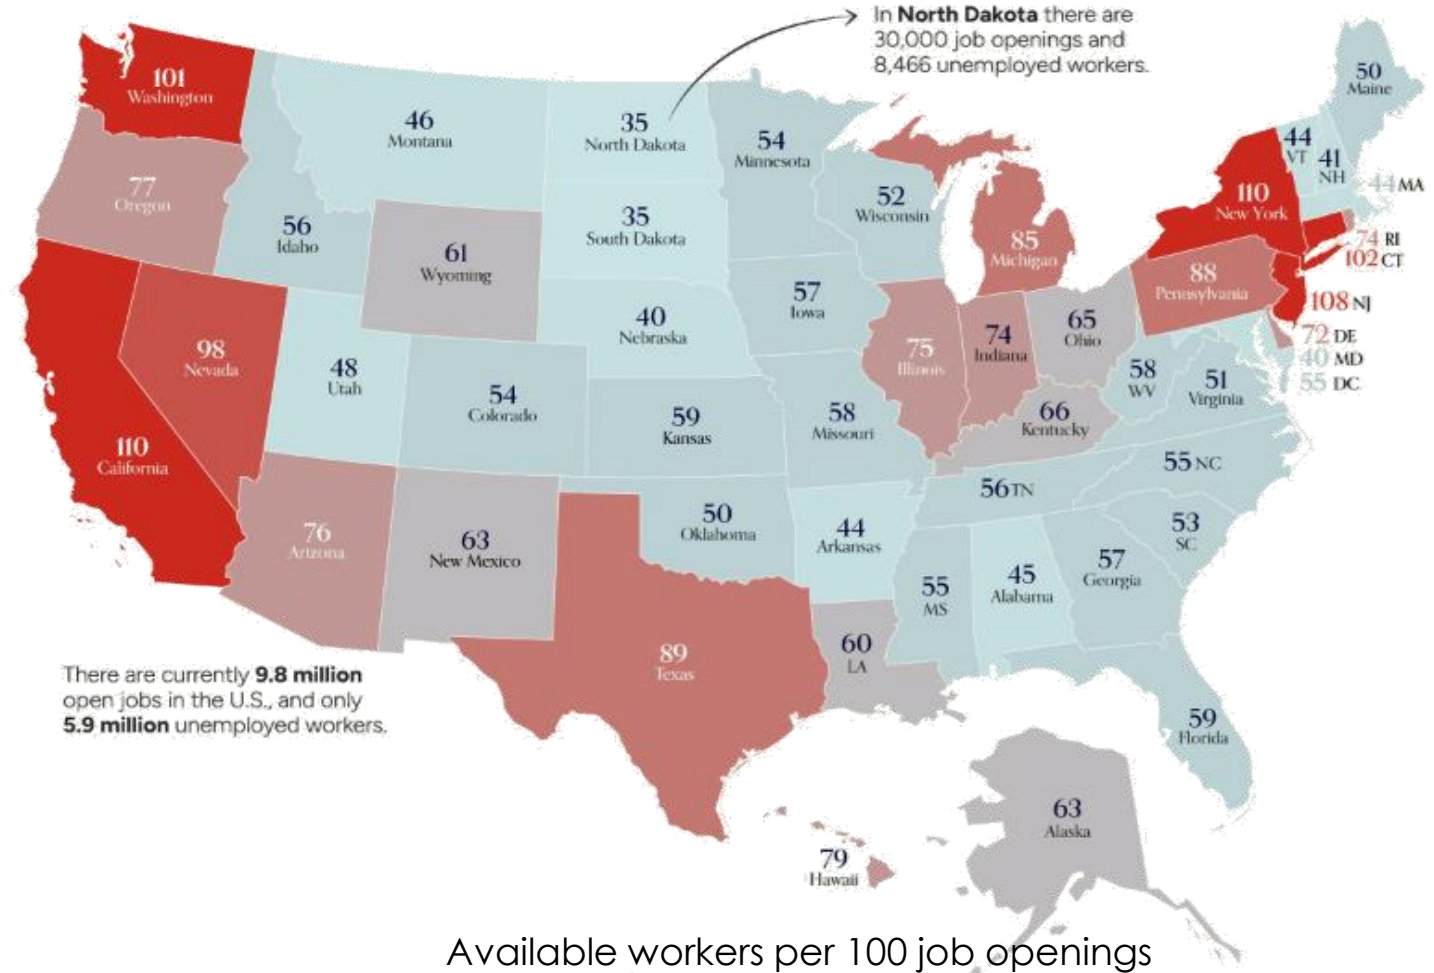 In North Dakota there are
30,000 job openings and
8,466 unemployed workers.
101
Washington
46
Montana
35
North Dakota
54
Minnesota
50
Maine
44
VT
41
NH
44 MA
77
Oregon
56
Idaho
61
Wyoming
35
South Dakota
52
Wisconsin
85
Michigan
110
New York
74 RI
102 CT
88
Pennsylvania
108 NJ
72 DE
40 MD
55 DC
98
Nevada
48
Utah
54
Colorado
40
Nebraska
57
Iowa
75
Illinois
74
Indiana
65
Ohio
58
WV
51
Virginia
110
California
59
Kansas
58
Missouri
66
Kentucky
55 NC
56 TN
53
SC
76
Arizona
63
New Mexico
50
Oklahoma
44
Arkansas
55
MS
45
Alabama
57
Georgia
89
Texas
60
LA
59
Florida
There are currently 9.8 million
open jobs in the U.S., and only
5.9 million unemployed workers.
79
Hawaii
63
Alaska
Available workers per 100 job openings